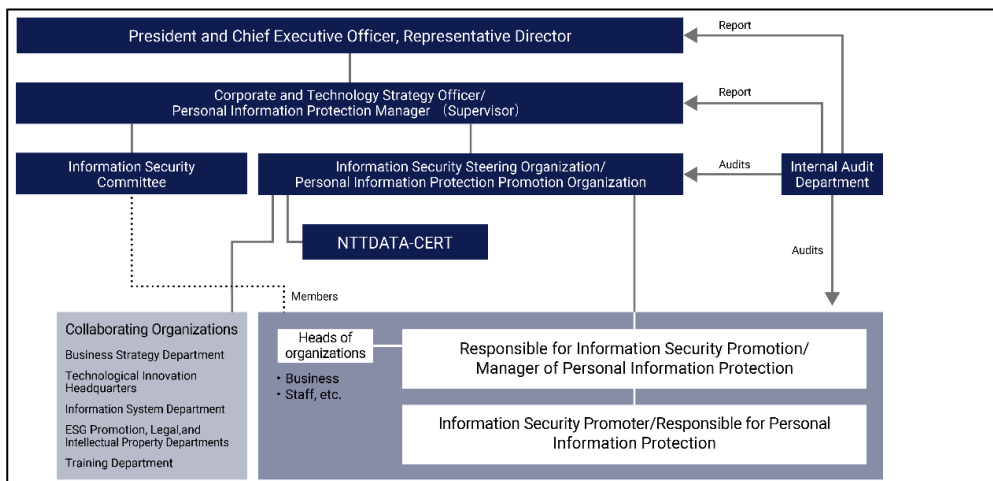 President and Chief Executive Officer, Representative Director
Report
Corporate and Technology Strategy Officer/
Personal Information Protection Manager (Supervisor)
Report
Information Security
Committee
Information Security Steering Organization/
Personal Information Protection Promotion Organization
Audits
Internal Audit
Department
NTTDATA-CERT
Audits
Members
Collaborating Organizations
Business Strategy Department
Technological Innovation
Headquarters
Information System Department
ESG Promotion, Legal,and
Intellectual Property Departments
Training Department
Heads of
organizations
・Business
・Staff, etc.
Responsible for Information Security Promotion/
Manager of Personal Information Protection
Information Security Promoter/Responsible for Personal
Information Protection